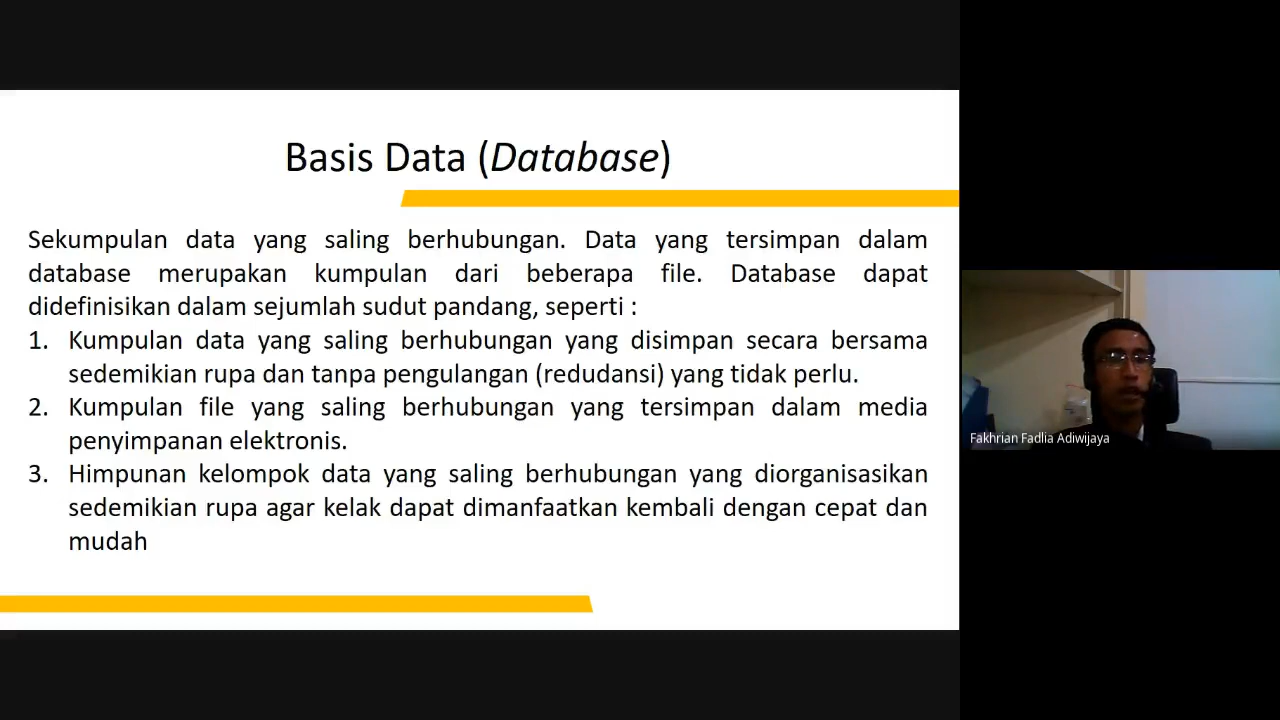 Basis Data (Database)
Sekumpulan data yang saling berhubungan. Data yang tersimpan dalam
database merupakan kumpulan dari beberapa file. Database dapat
didefinisikan dalam sejumlah sudut pandang, seperti :
1. Kumpulan data yang saling berhubungan yang disimpan secara bersama
sedemikian rupa dan tanpa pengulangan (redudansi) yang tidak perlu.
2. Kumpulan file yang saling berhubungan yang tersimpan dalam media
penyimpanan elektronis.
3. Himpunan kelompok data yang saling berhubungan yang diorganisasikan
sedemikian rupa agar kelak dapat dimanfaatkan kembali dengan cepat dan
mudah
Fakhrian Fadlia Adiwijaya